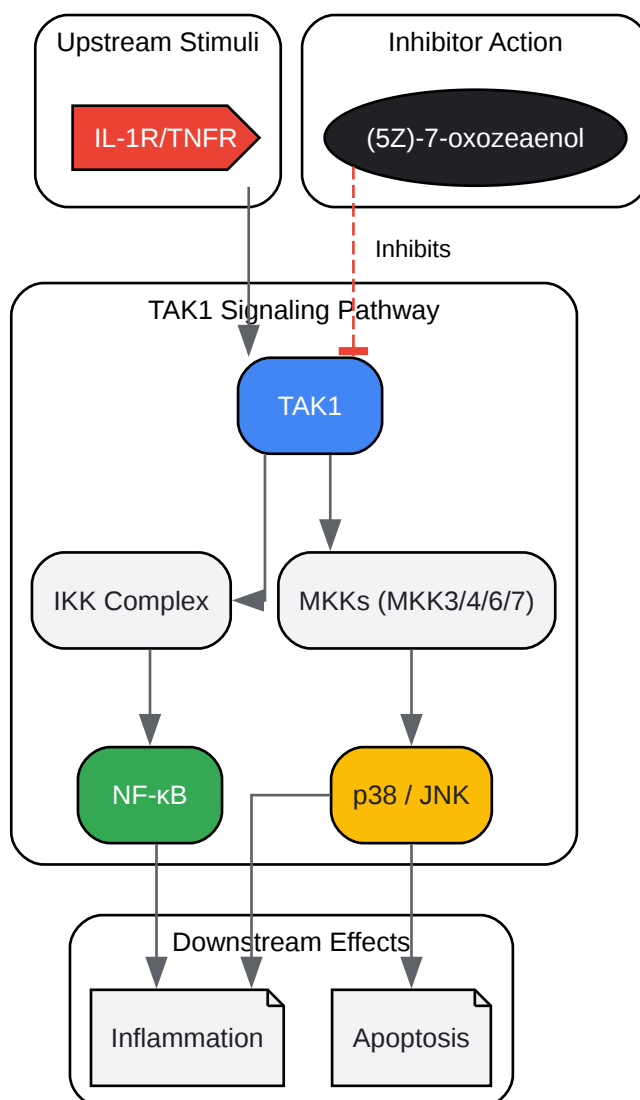 Upstream Stimuli
Inhibitor Action
IL-1R/TNFR
(5Z)-7-oxozeaenol
Inhibits
TAK1 Signaling Pathway
TAK1
IKK Complex
MKKs (MKK3/4/6/7)
NF-κB
p38 / JNK
Downstream Effects
Inflammation
Apoptosis